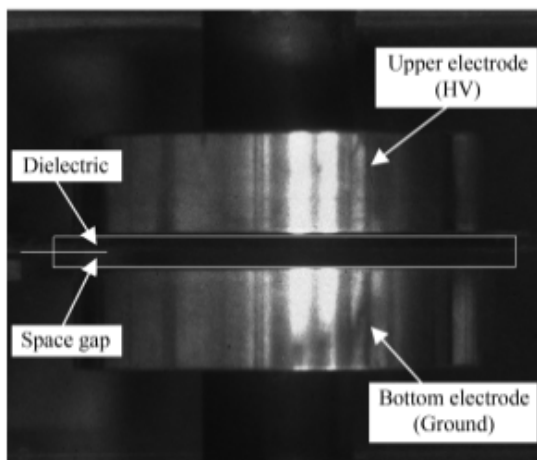 Upper electrode
(HV)
Dielectric
Space gap
Bottom electrode
(Ground)